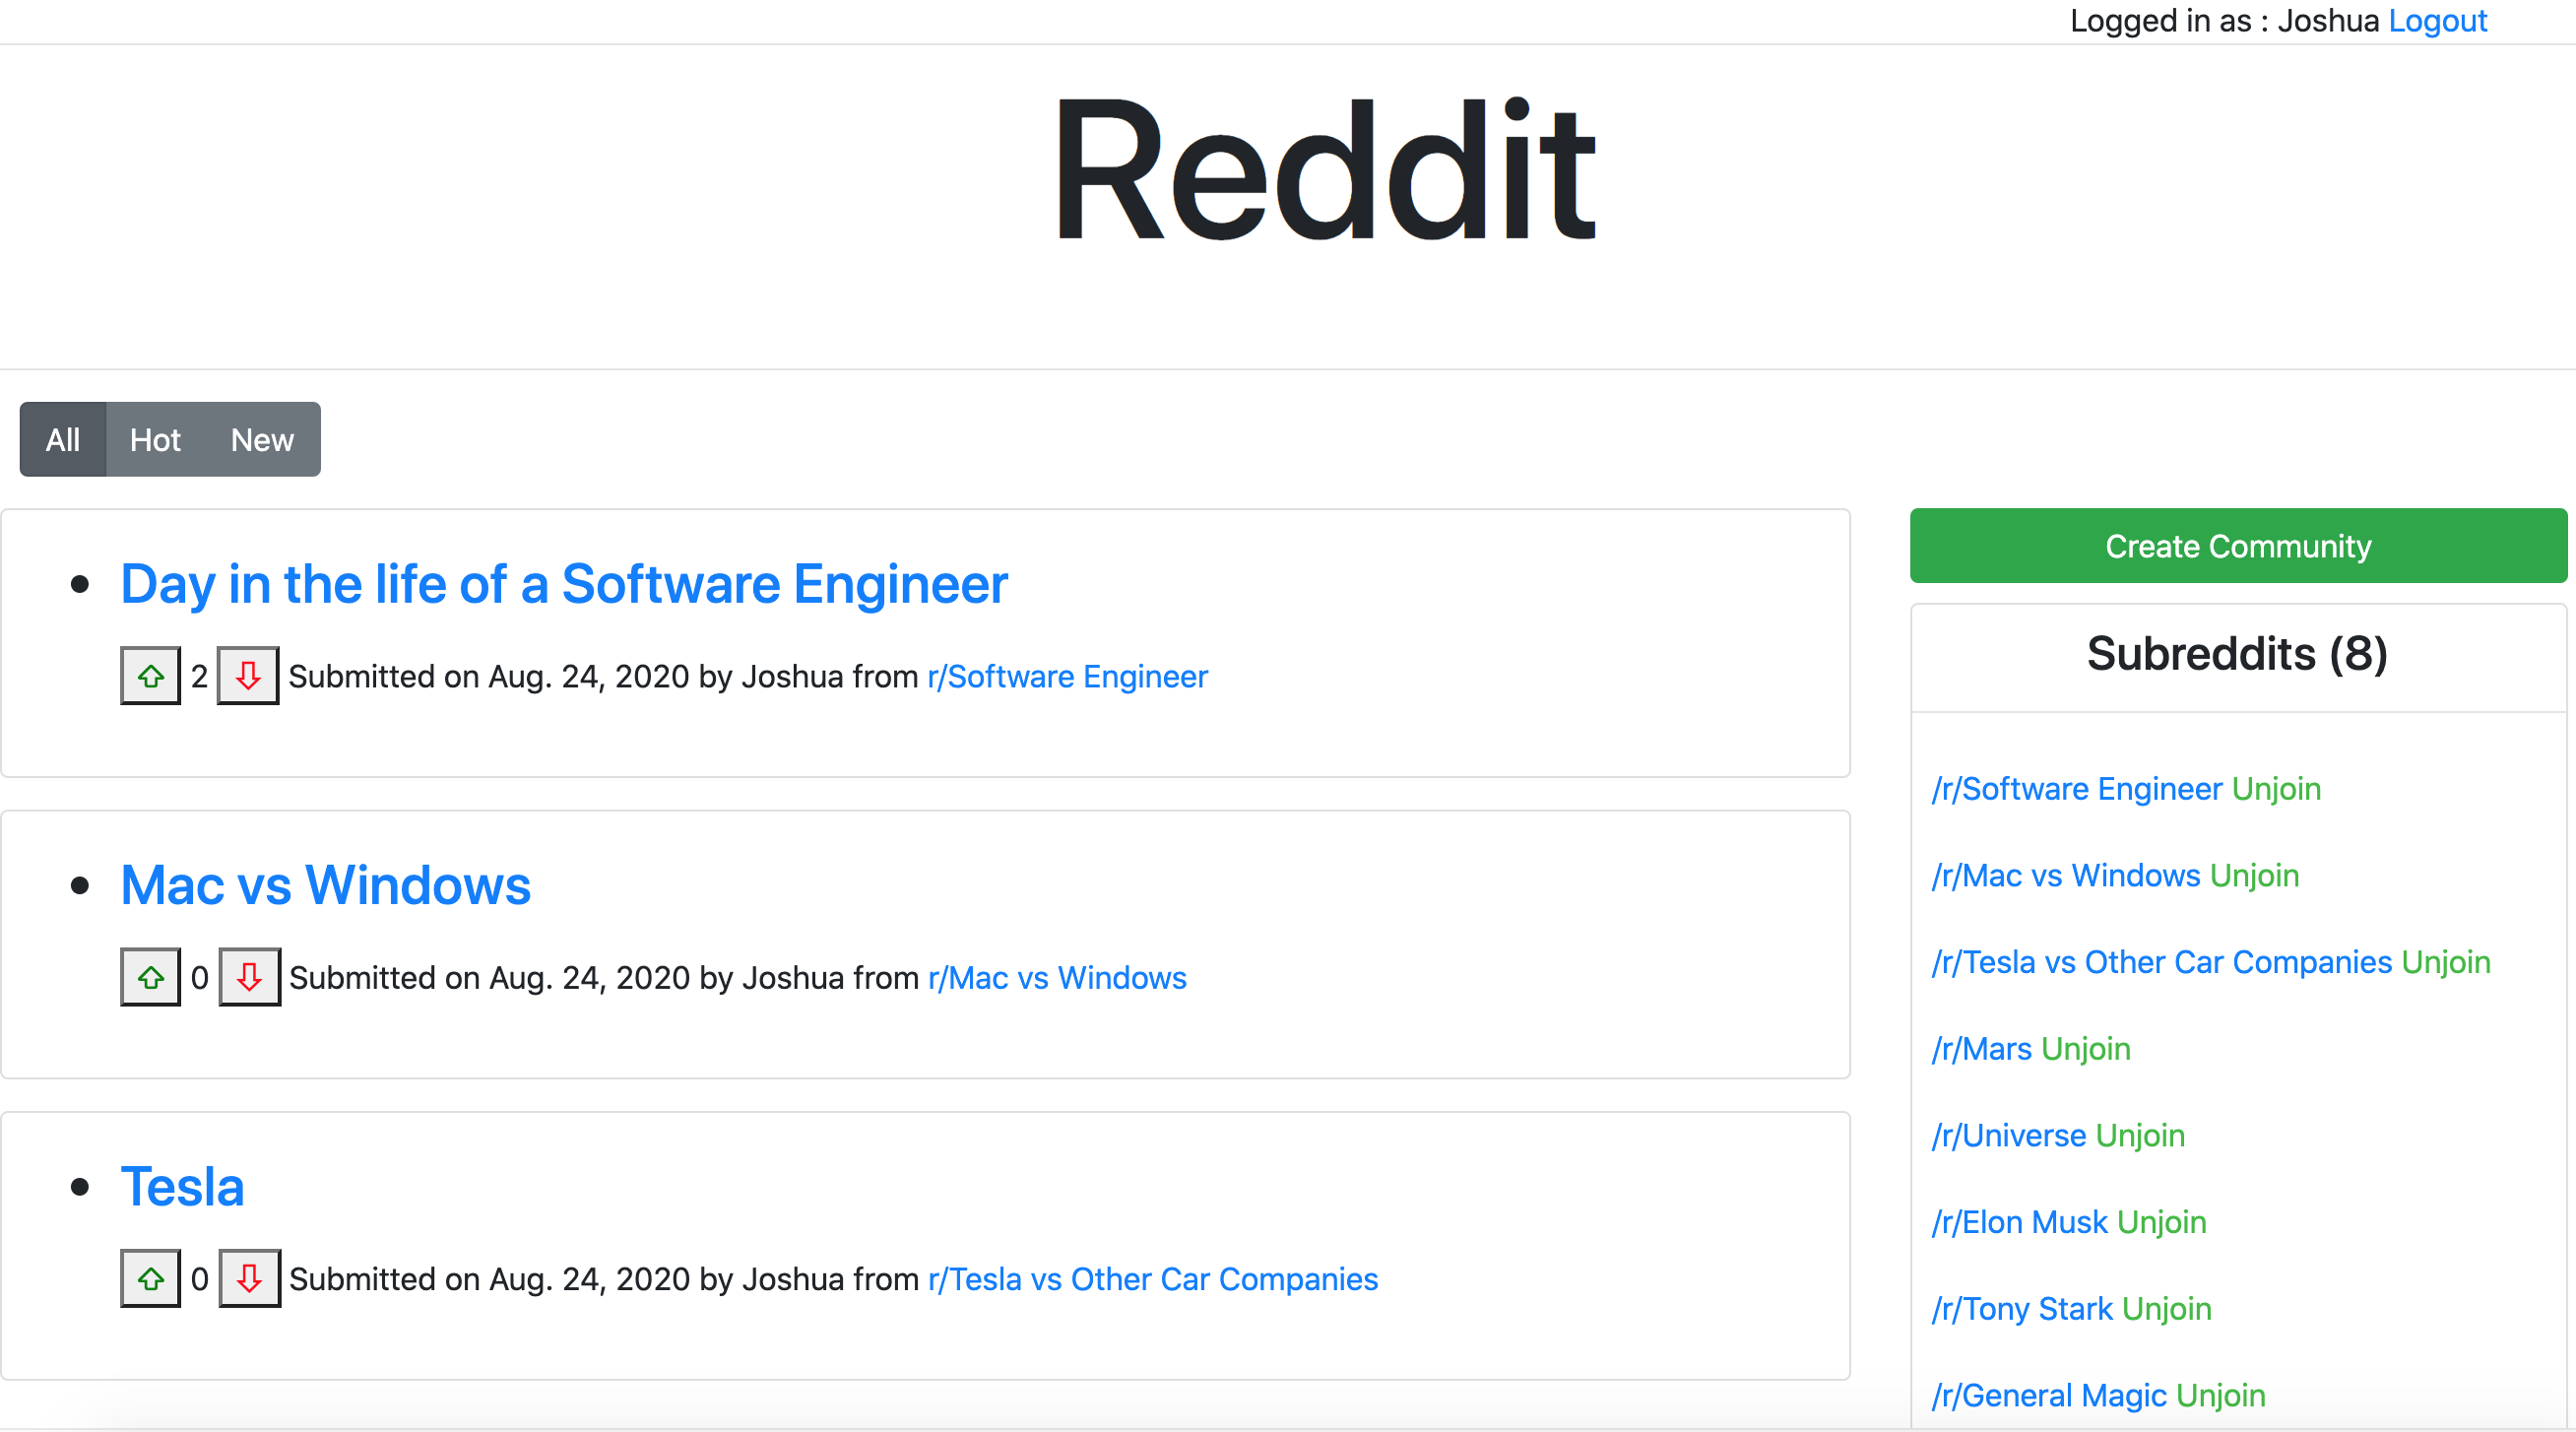 Logged in as : Joshua Logout
Reddit
All Hot New
Day in the life of a Software Engineer
2 Submitted on Aug. 24, 2020 by Joshua from r/Software Engineer
Mac vs Windows
0 Submitted on Aug. 24, 2020 by Joshua from r/Mac vs Windows
Tesla
0 Submitted on Aug. 24, 2020 by Joshua from r/Tesla vs Other Car Companies
Create Community
Subreddits (8)
/r/Software Engineer Unjoin
/r/Mac vs Windows Unjoin
/r/Tesla vs Other Car Companies Unjoin
/r/Mars Unjoin
/r/Universe Unjoin
/r/Elon Musk Unjoin
/r/Tony Stark Unjoin
/r/General Magic Unjoin